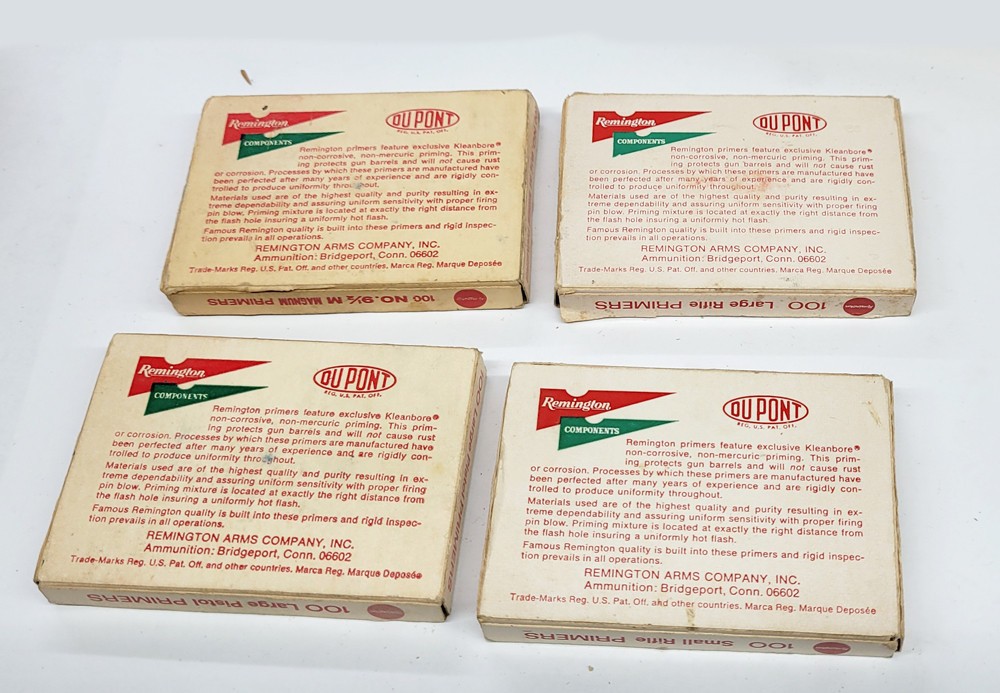 Remington
COMPONENTS
DU PONT
REG. U.S. PAT. OFF.
Remington primers feature exclusive Kleanbore®
non-corrosive, non-mercuric priming. This prim-
ing protects gun barrels and will not cause rust
or corrosion. Processes by which these primers are manufactured have
been perfected after many years of experience and are rigidly con-
trolled to produce uniformity throughout.
Materials used are of the highest quality and purity resulting in ex-
treme dependability and assuring uniform sensitivity with proper firing
pin blow. Priming mixture is located at exactly the right distance from
the flash hole insuring a uniformly hot flash.
Famous Remington quality is built into these primers and rigid inspec-
tion prevails in all operations.
REMINGTON ARMS COMPANY, INC.
Ammunition: Bridgeport, Conn. 06602
Trade-Marks Reg. U.S. Pat. Off. and other countries. Marca Reg. Marque Deposée
100 NO. 9½ M MAGNUM PRIMERS
Remington
COMPONENTS
DU PONT
REG. U.S. PAT. OFF.
Remington primers feature exclusive Kleanbore®
non-corrosive, non-mercuric priming. This prim-
ing protects gun barrels and will not cause rust
or corrosion. Processes by which these primers are manufactured have
been perfected after many years of experience and are rigidly con-
trolled to produce uniformity throughout.
Materials used are of the highest quality and purity resulting in ex-
treme dependability and assuring uniform sensitivity with proper firing
pin blow. Priming mixture is located at exactly the right distance from
the flash hole insuring a uniformly hot flash.
Famous Remington quality is built into these primers and rigid inspec-
tion prevails in all operations.
REMINGTON ARMS COMPANY, INC.
Ammunition: Bridgeport, Conn. 06602
Trade-Marks Reg. U.S. Pat. Off. and other countries. Marca Reg. Marque Deposée
100 Large Rifle PRIMERS
Remington
Remington
COMPONENTS
DU PONT
REG. U.S. PAT. OFF.
Remington primers feature exclusive Kleanbore®
non-corrosive, non-mercuric priming. This prim-
ing protects gun barrels and will not cause rust
or corrosion. Processes by which these primers are manufactured have
been perfected after many years of experience and are rigidly con-
trolled to produce uniformity throughout.
Materials used are of the highest quality and purity resulting in ex-
treme dependability and assuring uniform sensitivity with proper firing
pin blow. Priming mixture is located at exactly the right distance from
the flash hole insuring a uniformly hot flash.
Famous Remington quality is built into these primers and rigid inspec-
tion prevails in all operations.
REMINGTON ARMS COMPANY, INC.
Ammunition: Bridgeport, Conn. 06602
Trade-Marks Reg. U.S. Pat. Off. and other countries. Marca Reg. Marque Deposée
100 Large Pistol PRIMERS
Remington
COMPONENTS
DU PONT
REG. U.S. PAT. OFF.
Remington primers feature exclusive Kleanbore®
non-corrosive, non-mercuric priming. This prim-
ing protects gun barrels and will not cause rust
or corrosion. Processes by which these primers are manufactured have
been perfected after many years of experience and are rigidly con-
trolled to produce uniformity throughout.
Materials used are of the highest quality and purity resulting in ex-
treme dependability and assuring uniform sensitivity with proper firing
pin blow. Priming mixture is located at exactly the right distance from
the flash hole insuring a uniformly hot flash.
Famous Remington quality is built into these primers and rigid inspec-
tion prevails in all operations.
REMINGTON ARMS COMPANY, INC.
Ammunition: Bridgeport, Conn. 06602
Trade-Marks Reg. U.S. Pat. Off. and other countries. Marca Reg. Marque Deposée
100 Small Rifle PRIMERS